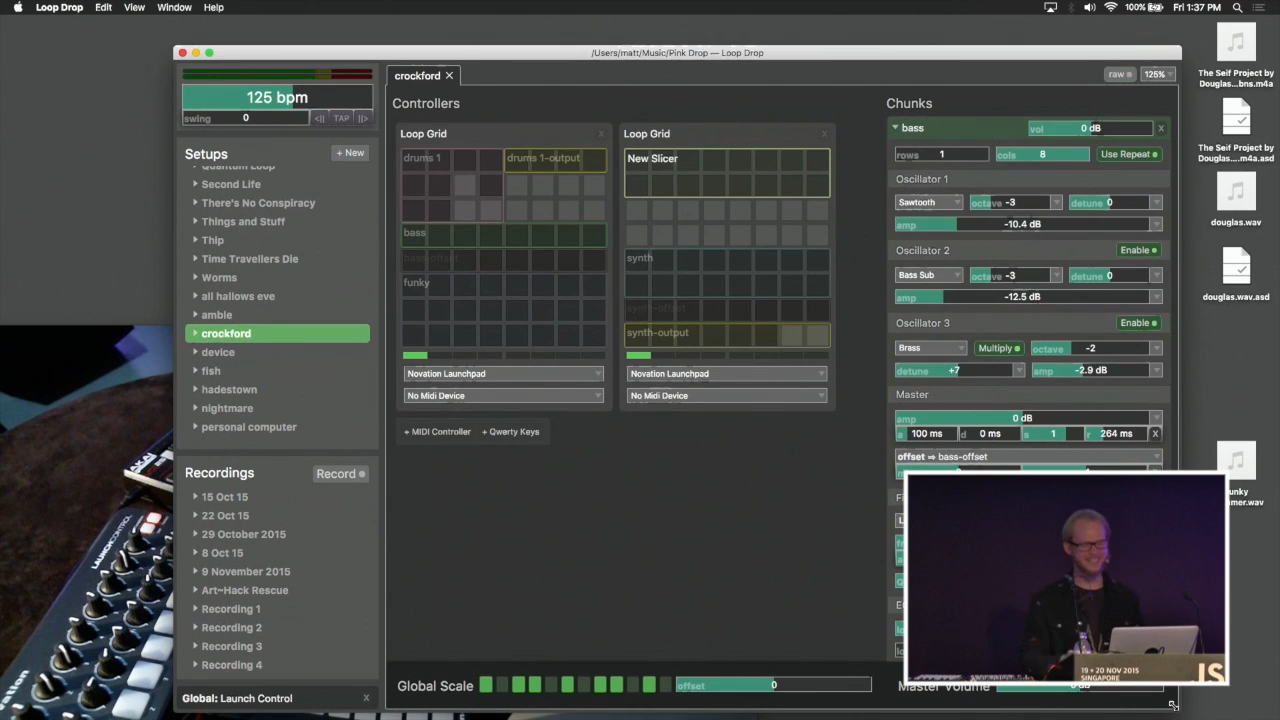 Loop Drop Edit View Window Help
100% Fri 1:37 PM
/Users/matt/Music/Pink Drop — Loop Drop
125 bpm
swing 0
TAP
Setups
+ New
Quantum Loop
Second Life
There's No Conspiracy
Things and Stuff
Thip
Time Travellers Die
Worms
all hallows eve
amble
crockford
device
fish
hadestown
nightmare
personal computer
Recordings
Record
15 Oct 15
22 Oct 15
29 October 2015
8 Oct 15
9 November 2015
Art~Hack Rescue
Recording 1
Recording 2
Recording 3
Recording 4
Global: Launch Control X
crockford
raw
125%
Controllers
Loop Grid x
drums 1
drums 1-output
bass
bass-offset
funky
Novation Launchpad
No Midi Device
Loop Grid x
New Slicer
synth
synth-offset
synth-output
Novation Launchpad
No Midi Device
+ MIDI Controller + Qwerty Keys
Chunks
bass
vol 0 dB
X
rows 1
cols 8
Use Repeat
Oscillator 1
Sawtooth
octave -3
detune 0
amp -10.4 dB
Oscillator 2
Enable
Bass Sub
octave -3
detune 0
amp -12.5 dB
Oscillator 3
Enable
Brass
Multiply
octave -2
detune +7
amp -2.9 dB
Master
amp 0 dB
a 100 ms
d 0 ms
s 1
r 264 ms
X
offset ⇒ bass-offset
Global Scale
offset 0
Master Volume
The Seif Project by
Douglas...bns.m4a
The Seif Project by
Douglas....m4a.asd
douglas.wav
douglas.wav.asd
LAUNCHCONTROL
AKAI
19 + 20 NOV 2015
SINGAPORE
JS